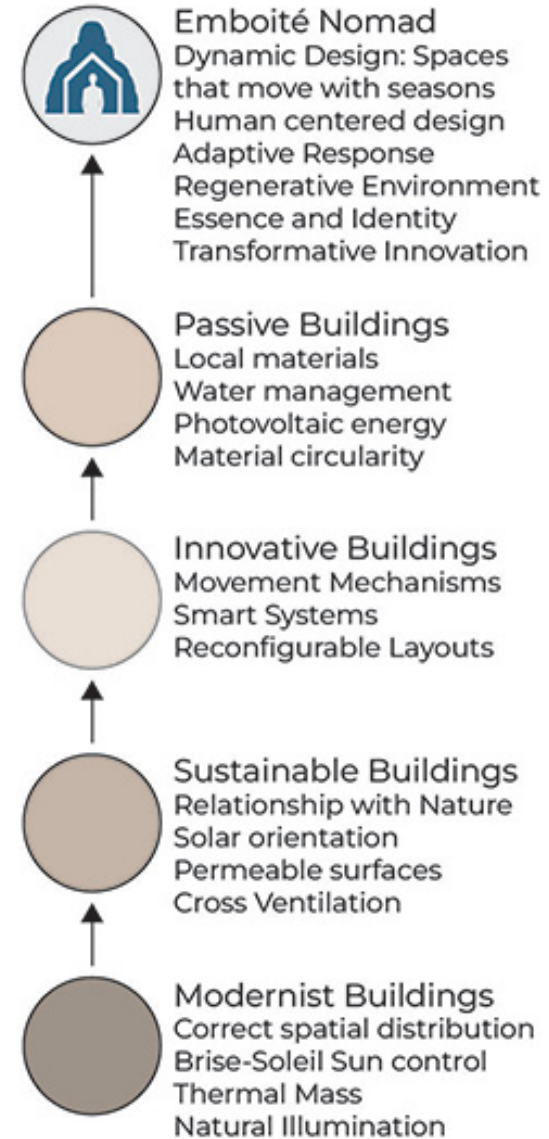 Emboité Nomad
Dynamic Design: Spaces
that move with seasons
Human centered design
Adaptive Response
Regenerative Environment
Essence and Identity
Transformative Innovation
Passive Buildings
Local materials
Water management
Photovoltaic energy
Material circularity
Innovative Buildings
Movement Mechanisms
Smart Systems
Reconfigurable Layouts
Sustainable Buildings
Relationship with Nature
Solar orientation
Permeable surfaces
Cross Ventilation
Modernist Buildings
Correct spatial distribution
Brise-Soleil Sun control
Thermal Mass
Natural Illumination